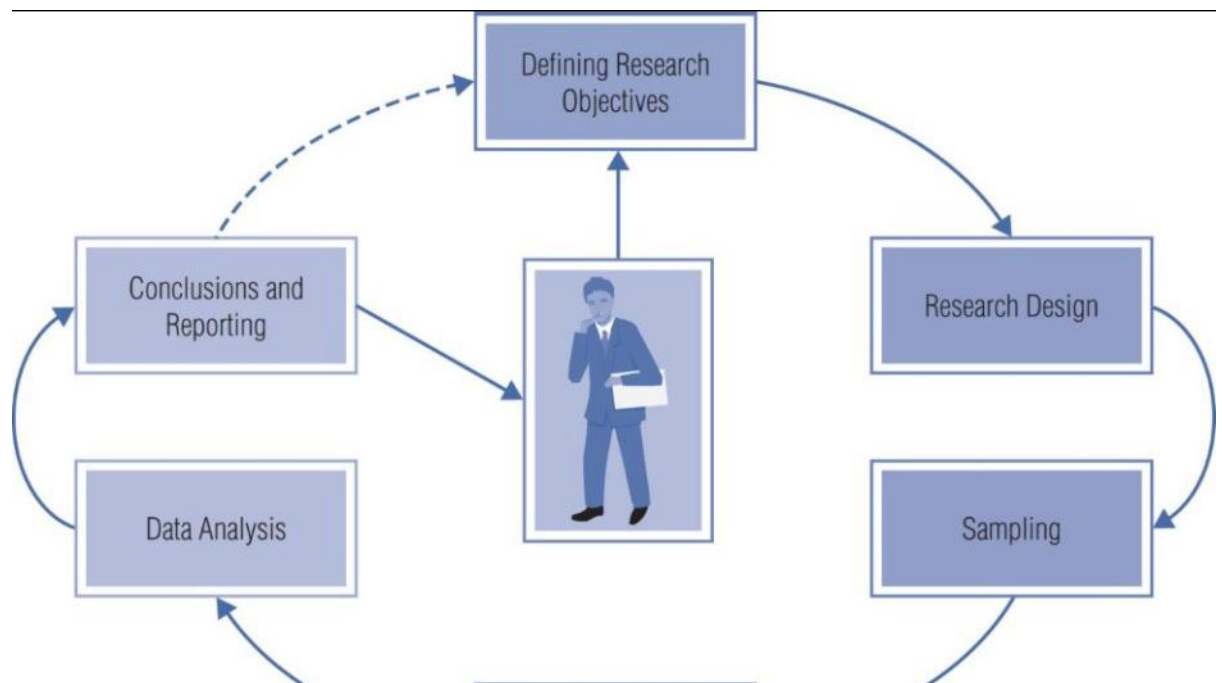 Defining Research
Objectives
Conclusions and
Reporting
Research Design
Data Analysis
Sampling